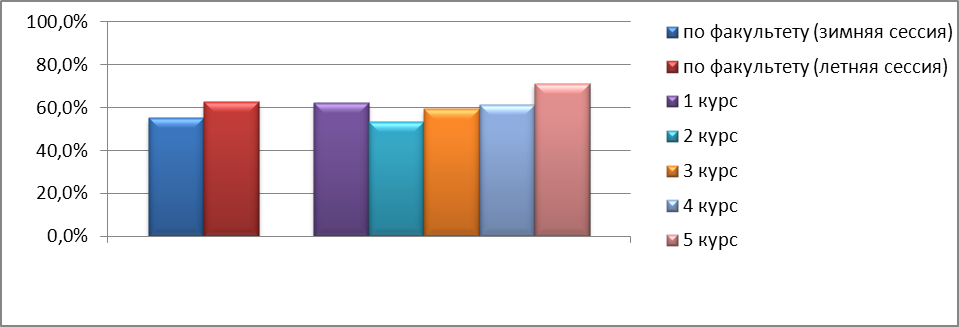 100,0%
80,0%
60,0%
40,0%
20,0%
0,0%
по факультету (зимняя сессия)
по факультету (летняя сессия)
1 курс
2 курс
3 курс
4 курс
5 курс